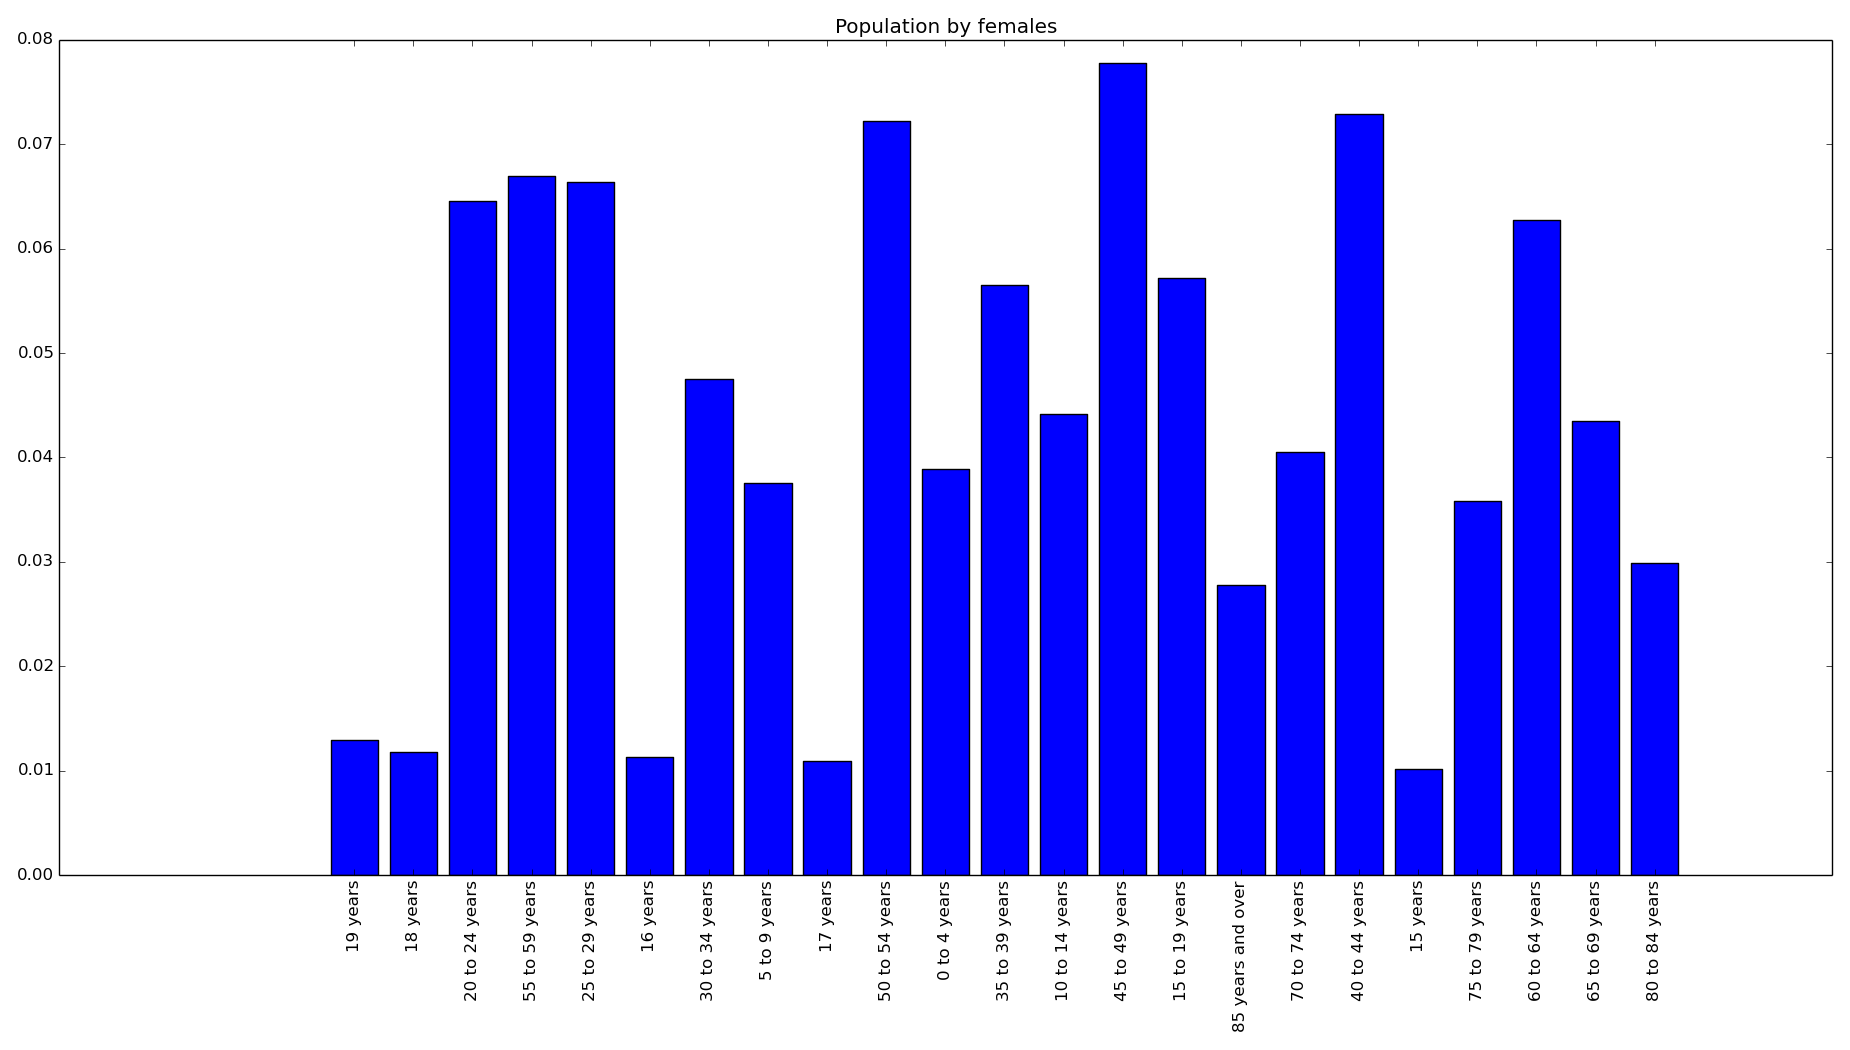 Population by females
0.08
0.07
0.06
0.05
0.04
0.03
0.02
0.01
0.00
19 years
18 years
20 to 24 years
55 to 59 years
25 to 29 years
16 years
30 to 34 years
5 to 9 years
17 years
50 to 54 years
0 to 4 years
35 to 39 years
10 to 14 years
45 to 49 years
15 to 19 years
85 years and over
70 to 74 years
40 to 44 years
15 years
75 to 79 years
60 to 64 years
65 to 69 years
80 to 84 years